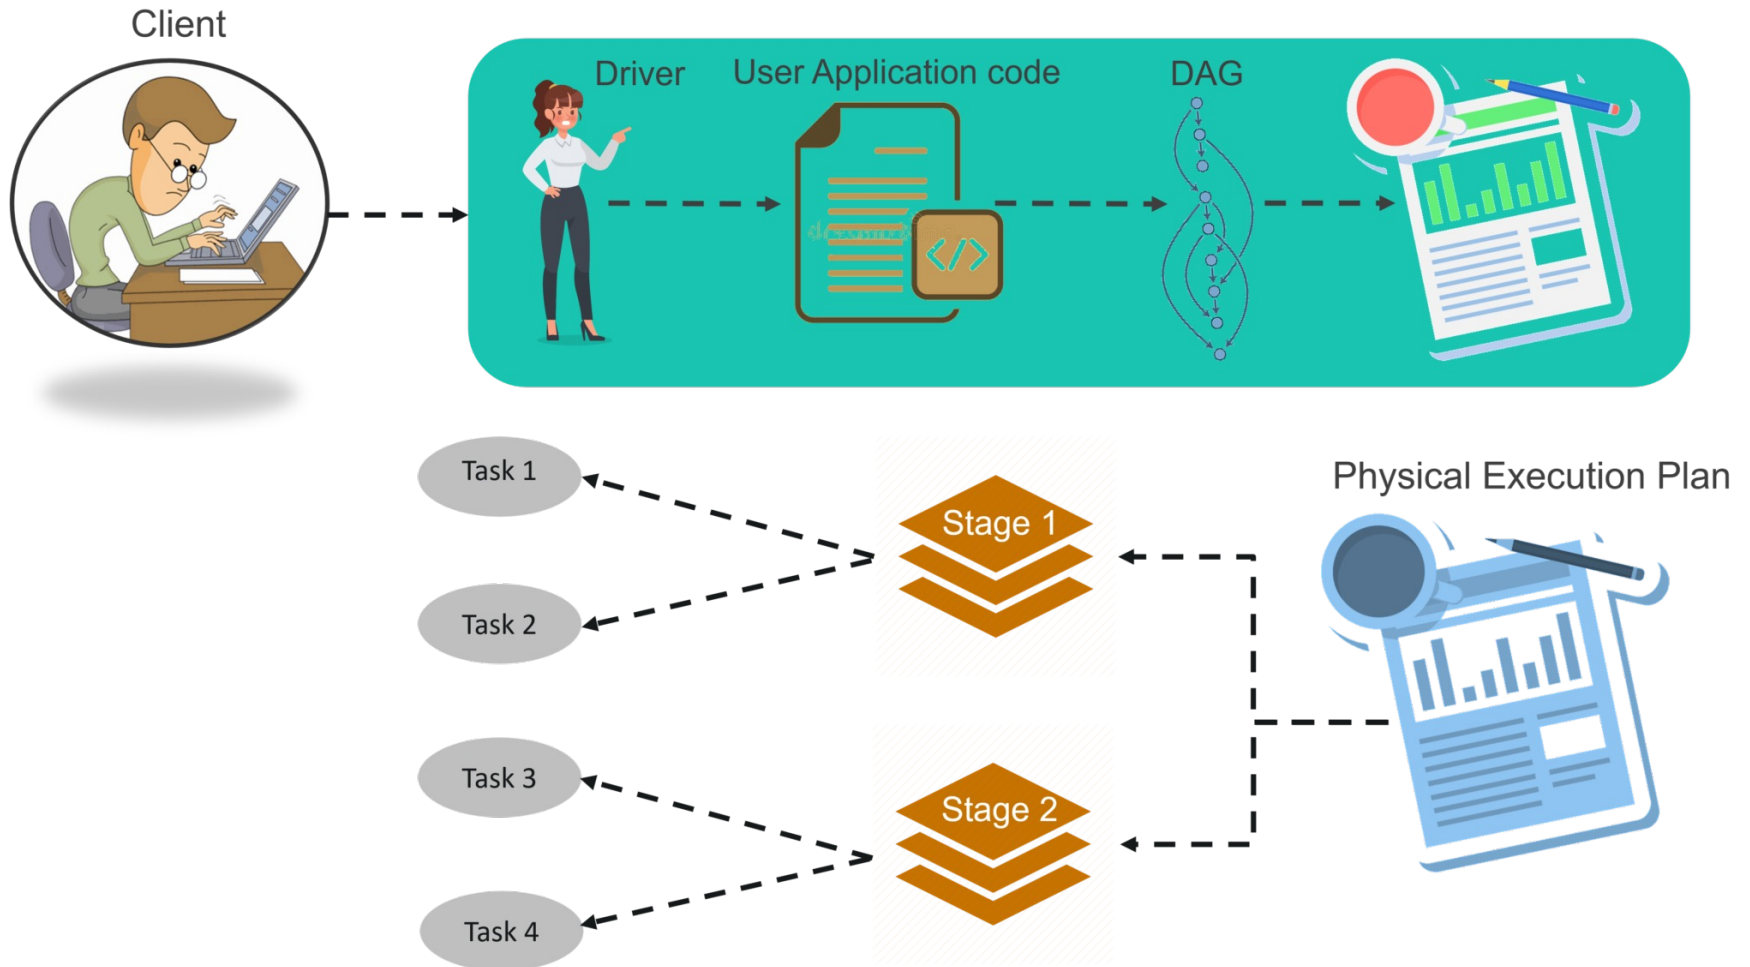 Client
Driver
User Application code
DAG
</>
Physical Execution Plan
Stage 1
Task 1
Task 2
Stage 2
Task 3
Task 4